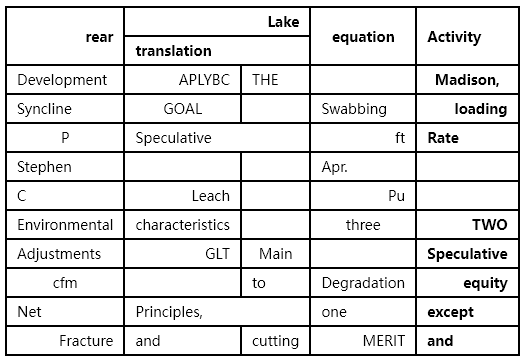 rear Lake equation Activity
translation
Development APLYBC THE Madison,
Syncline GOAL Swabbing loading
P Speculative ft Rate
Stephen Apr.
C Leach Pu
Environmental characteristics three TWO
Adjustments GLT Main Speculative
cfm to Degradation equity
Net Principles, one except
Fracture and cutting MERIT and